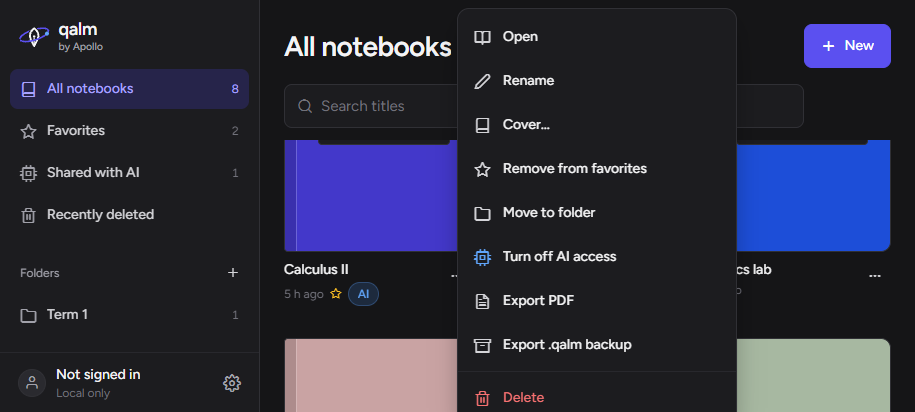 qalm
by Apollo
All notebooks 8
Favorites 2
Shared with AI 1
Recently deleted
Folders +
Term 1 1
Not signed in
Local only
All notebooks
+ New
Search titles
Calculus II ...
5 h ago AI
cs lab ...
Open
Rename
Cover...
Remove from favorites
Move to folder
Turn off AI access
Export PDF
Export .qalm backup
Delete